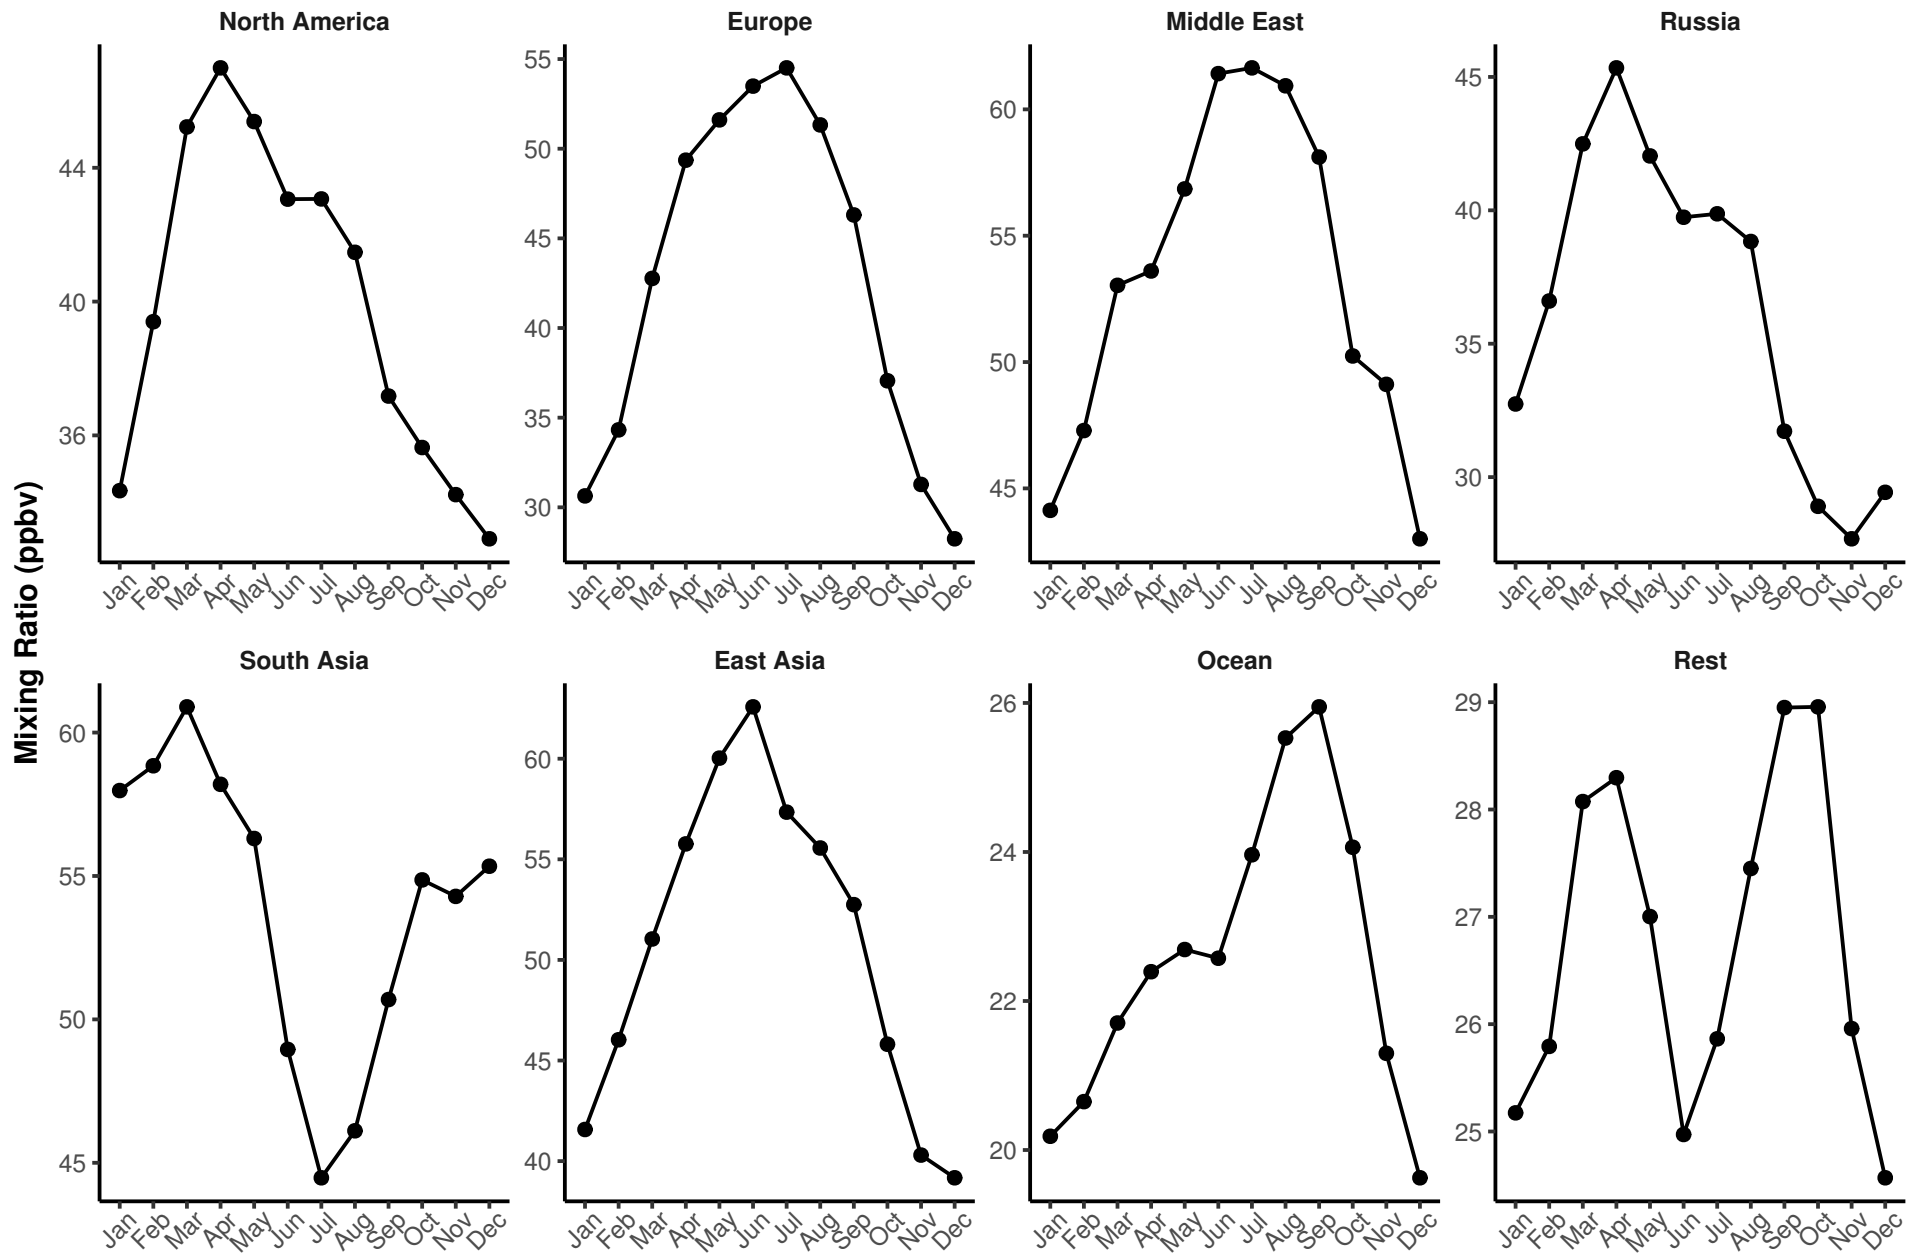 Mixing Ratio (ppbv)
North America
44
40
36
Jan Feb Mar Apr May Jun Jul Aug Sep Oct Nov Dec
Europe
55
50
45
40
35
30
Jan Feb Mar Apr May Jun Jul Aug Sep Oct Nov Dec
Middle East
60
55
50
45
Jan Feb Mar Apr May Jun Jul Aug Sep Oct Nov Dec
Russia
45
40
35
30
Jan Feb Mar Apr May Jun Jul Aug Sep Oct Nov Dec
South Asia
60
55
50
45
Jan Feb Mar Apr May Jun Jul Aug Sep Oct Nov Dec
East Asia
60
55
50
45
40
Jan Feb Mar Apr May Jun Jul Aug Sep Oct Nov Dec
Ocean
26
24
22
20
Jan Feb Mar Apr May Jun Jul Aug Sep Oct Nov Dec
Rest
29
28
27
26
25
Jan Feb Mar Apr May Jun Jul Aug Sep Oct Nov Dec